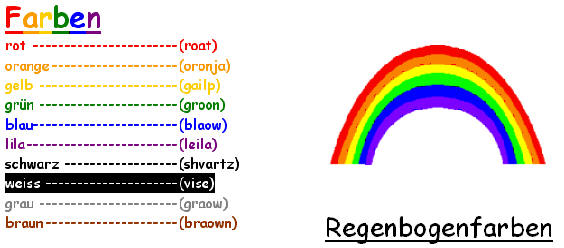 Farben
rot ------------------(roat)
orange----------------(oronja)
gelb ------------------(gailp)
grün ------------------(groon)
blau-------------------(blaow)
lila--------------------(leila)
schwarz --------------(shvartz)
weiss -----------------(vise)
grau ------------------(graow)
braun-----------------(braown)
Regenbogenfarben